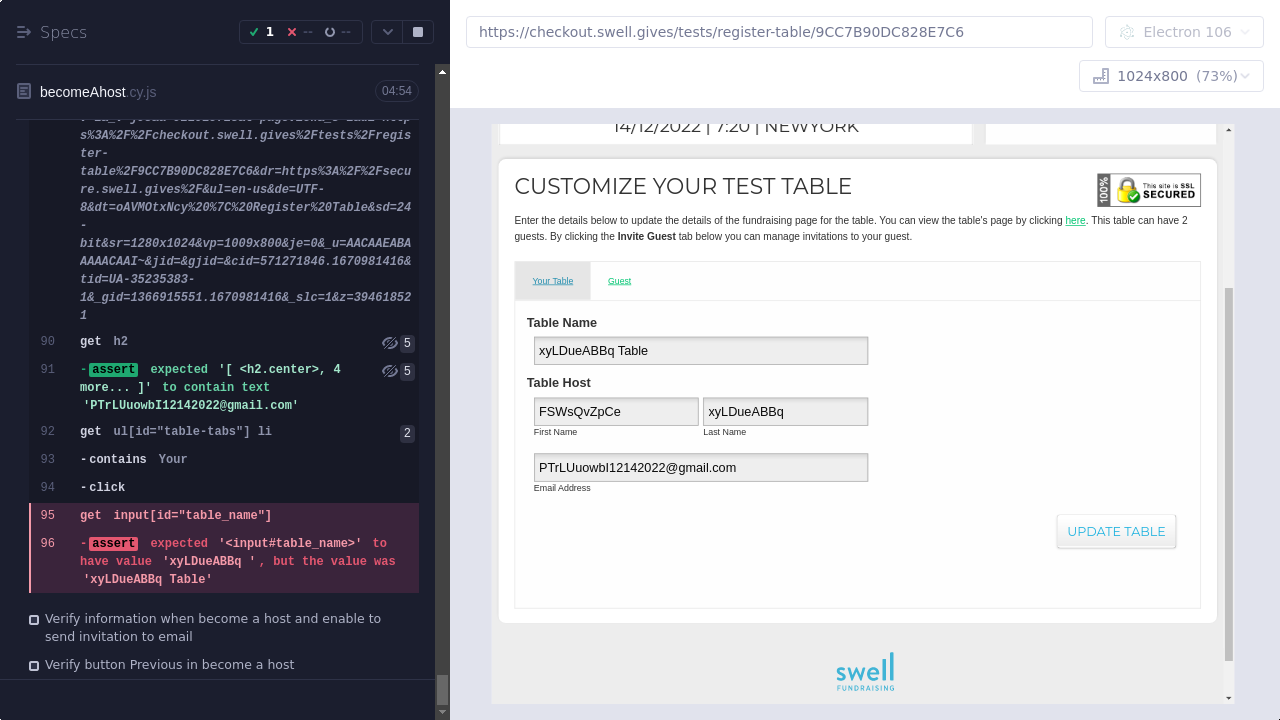 Specs
1
--
--
becomeAhost.cy.js
04:54
s%3A%2F%2Fcheckout.swell.gives%2Ftests%2Fregis
ter-
table%2F9CC7B90DC828E7C6&dr=https%3A%2F%2Fsecu
re.swell.gives%2F&ul=en-us&de=UTF-
8&dt=oAVMOtxNcy%20%7C%20Register%20Table&sd=24
-
bit&sr=1280x1024&vp=1009x800&je=0&_u=AACAAEABA
AAAACAAI~&jid=&gjid=&cid=571271846.1670981416&
tid=UA-35235383-
1&_gid=1366915551.1670981416&_slc=1&z=39461852
1
90 get h2 5
91 -assert expected '[ <h2.center>, 4 5
more... ]' to contain text
'PTrLUuowbI12142022@gmail.com'
92 get ul[id="table-tabs"] li 2
93 -contains Your
94 -click
95 get input[id="table_name"]
96 -assert expected '<input#table_name>' to
have value 'xyLDueABBq ', but the value was
'xyLDueABBq Table'
Verify information when become a host and enable to
send invitation to email
Verify button Previous in become a host
https://checkout.swell.gives/tests/register-table/9CC7B90DC828E7C6
Electron 106
1024x800 (73%)
14/12/2022 | 7:20 | NEWYORK
CUSTOMIZE YOUR TEST TABLE
100%
This site is SSL
SECURED
Enter the details below to update the details of the fundraising page for the table. You can view the table's page by clicking here. This table can have 2
guests. By clicking the Invite Guest tab below you can manage invitations to your guest.
Your Table
Guest
Table Name
xyLDueABBq Table
Table Host
FSWsQvZpCe
xyLDueABBq
First Name
Last Name
PTrLUuowbI12142022@gmail.com
Email Address
UPDATE TABLE
swell
FUNDRAISING